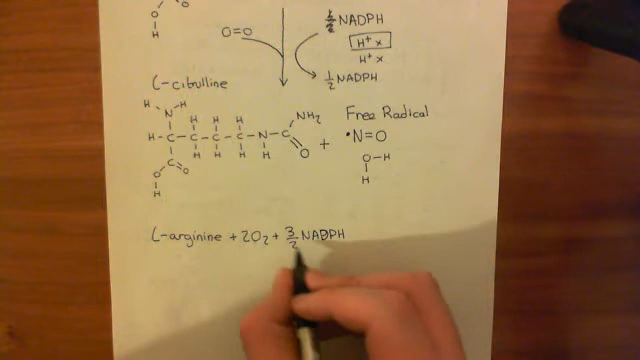 O
O
H
O=O
1/2 NADPH
H⁺ x
H⁺ x
1/2 NADPH
L-citrulline
H
H
N
H
H
H
NH₂
H-C-C-C-C-N-C
H
H
H
H
O
C
O
O
H
+
Free Radical
•N=O
O-H
H
L-arginine + 2O₂ + 3/2 NADPH